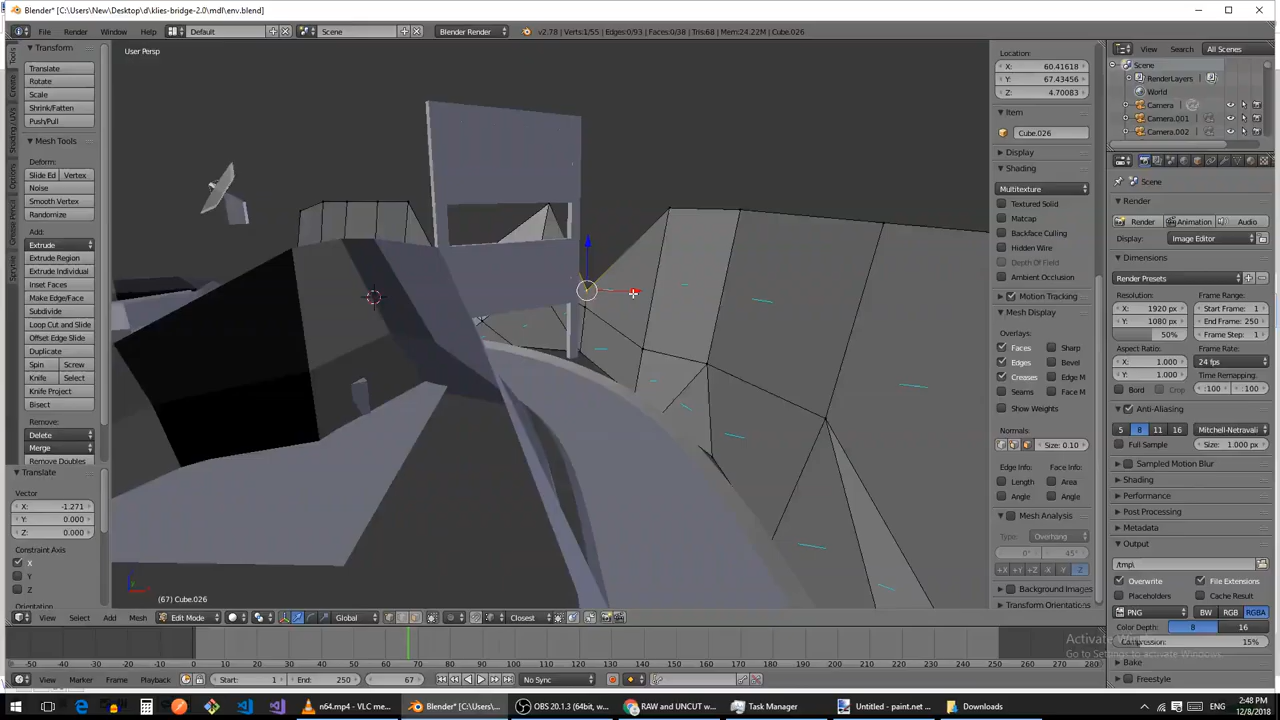 Blender* [C:\Users\New\Desktop\d\klies-bridge-2.0\mdl\env.blend]
File Render Window Help Default Scene Blender Render v2.78 | Verts:1/55 | Edges:0/93 | Faces:0/38 | Tris:68 | Mem:24.22M | Cube.026
View Search All Scenes
Tools
Create
Shading / UVs
Options
Grease Pencil
Sprytile
Transform
Translate
Rotate
Scale
Shrink/Fatten
Push/Pull
Mesh Tools
Deform:
Slide Ed Vertex
Noise
Smooth Vertex
Randomize
Add:
Extrude
Extrude Region
Extrude Individual
Inset Faces
Make Edge/Face
Subdivide
Loop Cut and Slide
Offset Edge Slide
Duplicate
Spin Screw
Knife Select
Knife Project
Bisect
Remove:
Delete
Merge
Remove Doubles
Translate
Vector
X: -1.271
Y: 0.000
Z: 0.000
Constraint Axis
X
Y
Z
Orientation
User Persp
(67) Cube.026
Location:
X: 60.41618
Y: 67.43456
Z: 4.70083
Item
Cube.026
Display
Shading
Multitexture
Textured Solid
Matcap
Backface Culling
Hidden Wire
Depth Of Field
Ambient Occlusion
Motion Tracking
Mesh Display
Overlays:
Faces Sharp
Edges Bevel
Creases Edge M
Seams Face M
Show Weights
Normals:
Size: 0.10
Edge Info: Face Info:
Length Area
Angle Angle
Mesh Analysis
Type: Overhang
0° 45°
+X +Y +Z -X -Y -Z
Background Images
Transform Orientations
Scene
RenderLayers
World
Camera
Camera.001
Camera.002
Scene
Render
Render Animation Audio
Display: Image Editor
Dimensions
Render Presets
Resolution: Frame Range:
X: 1920 px Start Frame: 1
Y: 1080 px End Frame: 250
50% Frame Step: 1
Aspect Ratio: Frame Rate:
X: 1.000 24 fps
Y: 1.000 Time Remapping:
Bord Crop :100 :100
Anti-Aliasing
5 8 11 16 Mitchell-Netravali
Full Sample Size: 1.000 px
Sampled Motion Blur
Shading
Performance
Post Processing
Metadata
Output
/tmp\
Overwrite File Extensions
Placeholders Cache Result
PNG BW RGB RGBA
Color Depth: 8 16
Compression: 15%
Bake
Freestyle
View Select Add Mesh Edit Mode Global Closest
-50 -40 -30 -20 -10 0 10 20 30 40 50 60 70 80 90 100 110 120 130 140 150 160 170 180 190 200 210 220 230 240 250 260 270 280
View Marker Frame Playback Start: 1 End: 250 67 No Sync
Go to Settings to activate Windows.
n64.mp4 - VLC me... Blender* [C:\Users\... OBS 20.1.3 (64bit, w... RAW and UNCUT w... Task Manager Untitled - paint.net ... Downloads ENG 2:48 PM
12/8/2018